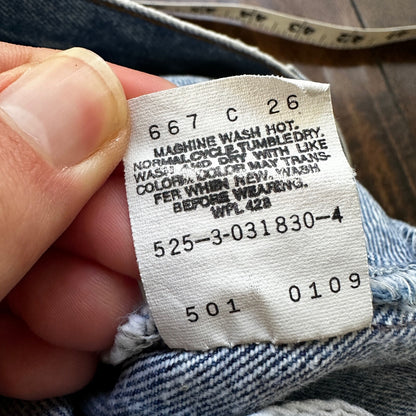 667 C 26
MACHINE WASH HOT,
NORMAL CYCLE, TUMBLE DRY.
WASH AND DRY WITH LIKE
COLOR. COLOR MAY TRANS-
FER WHEN NEW. WASH
BEFORE WEARING.
WPL 423
525-3-031830-4
501 0109